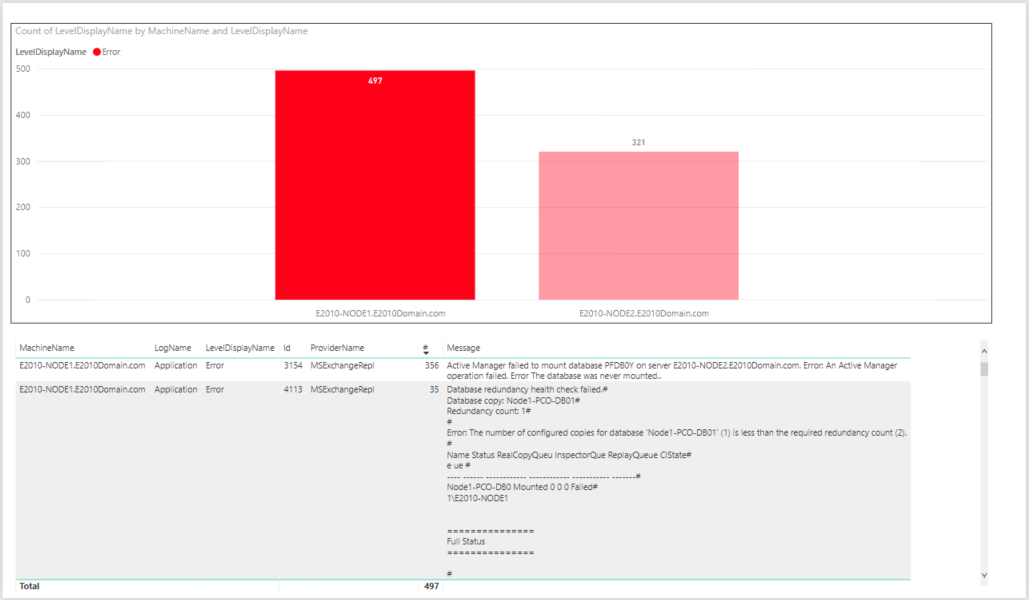 Count of LevelDisplayName by MachineName and LevelDisplayName
LevelDisplayName Error
500
497
400
321
300
200
100
0
E2010-NODE1.E2010Domain.com E2010-NODE2.E2010Domain.com
MachineName LogName LevelDisplayName Id ProviderName # Message
E2010-NODE1.E2010Domain.com Application Error 3154 MSExchangeRepl 356 Active Manager failed to mount database PFDB0Y on server E2010-NODE2.E2010Domain.com. Error: An Active Manager
operation failed. Error The database was never mounted..
E2010-NODE1.E2010Domain.com Application Error 4113 MSExchangeRepl 35 Database redundancy health check failed.#
Database copy: Node1-PCO-DB01#
Redundancy count: 1#
#
Error: The number of configured copies for database 'Node1-PCO-DB01' (1) is less than the required redundancy count (2).
#
Name Status RealCopyQueu InspectorQue ReplayQueue CIState#
e ue #
---- ------ ------------ ------------ ----------- -------#
Node1-PCO-DB0 Mounted 0 0 0 Failed#
1\E2010-NODE1
===============
Full Status
===============
#
Total 497